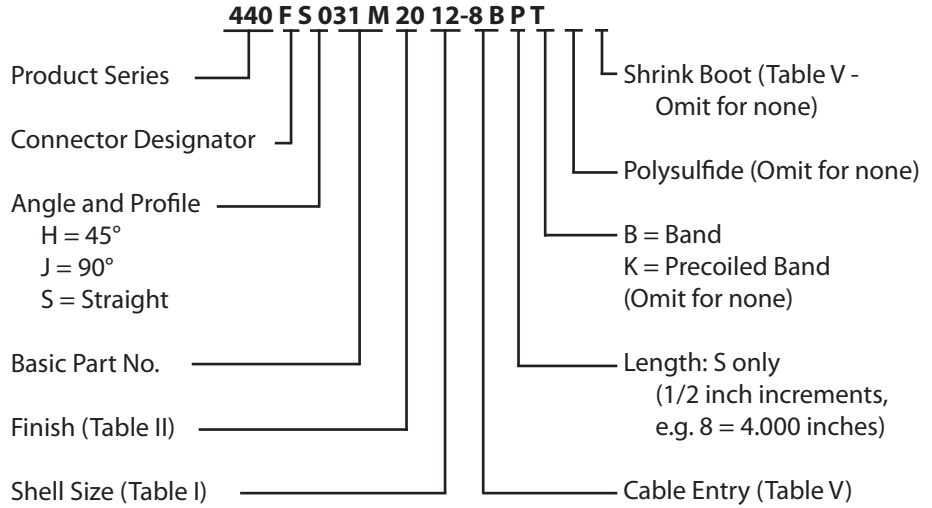 440 F S 031 M 20 12-8 B P T
Product Series
Connector Designator
Angle and Profile
H = 45°
J = 90°
S = Straight
Basic Part No.
Finish (Table II)
Shell Size (Table I)
Shrink Boot (Table V -
Omit for none)
Polysulfide (Omit for none)
B = Band
K = Precoiled Band
(Omit for none)
Length: S only
(1/2 inch increments,
e.g. 8 = 4.000 inches)
Cable Entry (Table V)